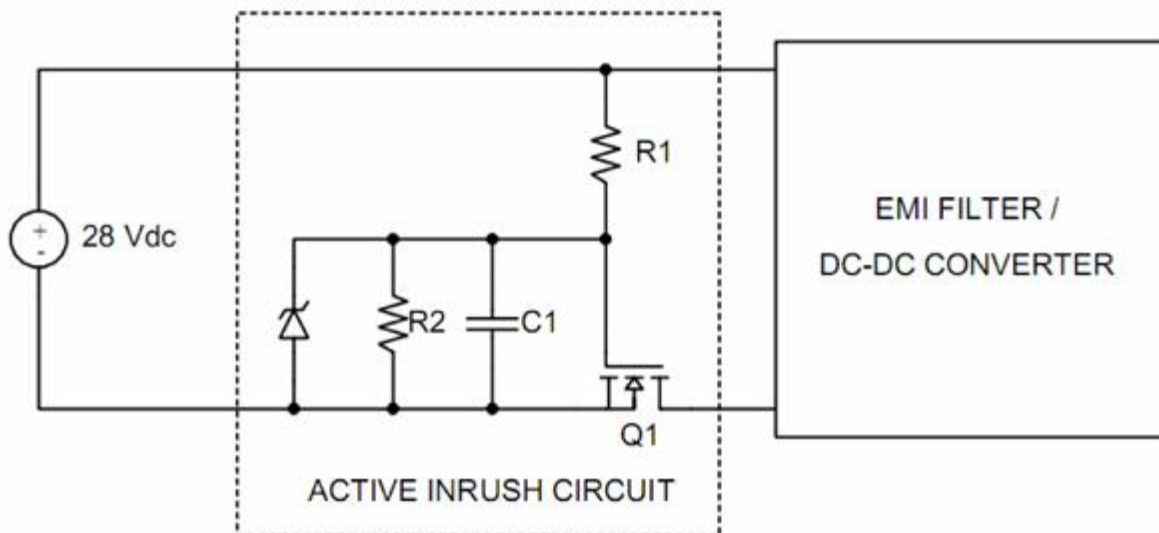 R1
28 Vdc
EMI FILTER /
DC-DC CONVERTER
R2
C1
Q1
ACTIVE INRUSH CIRCUIT